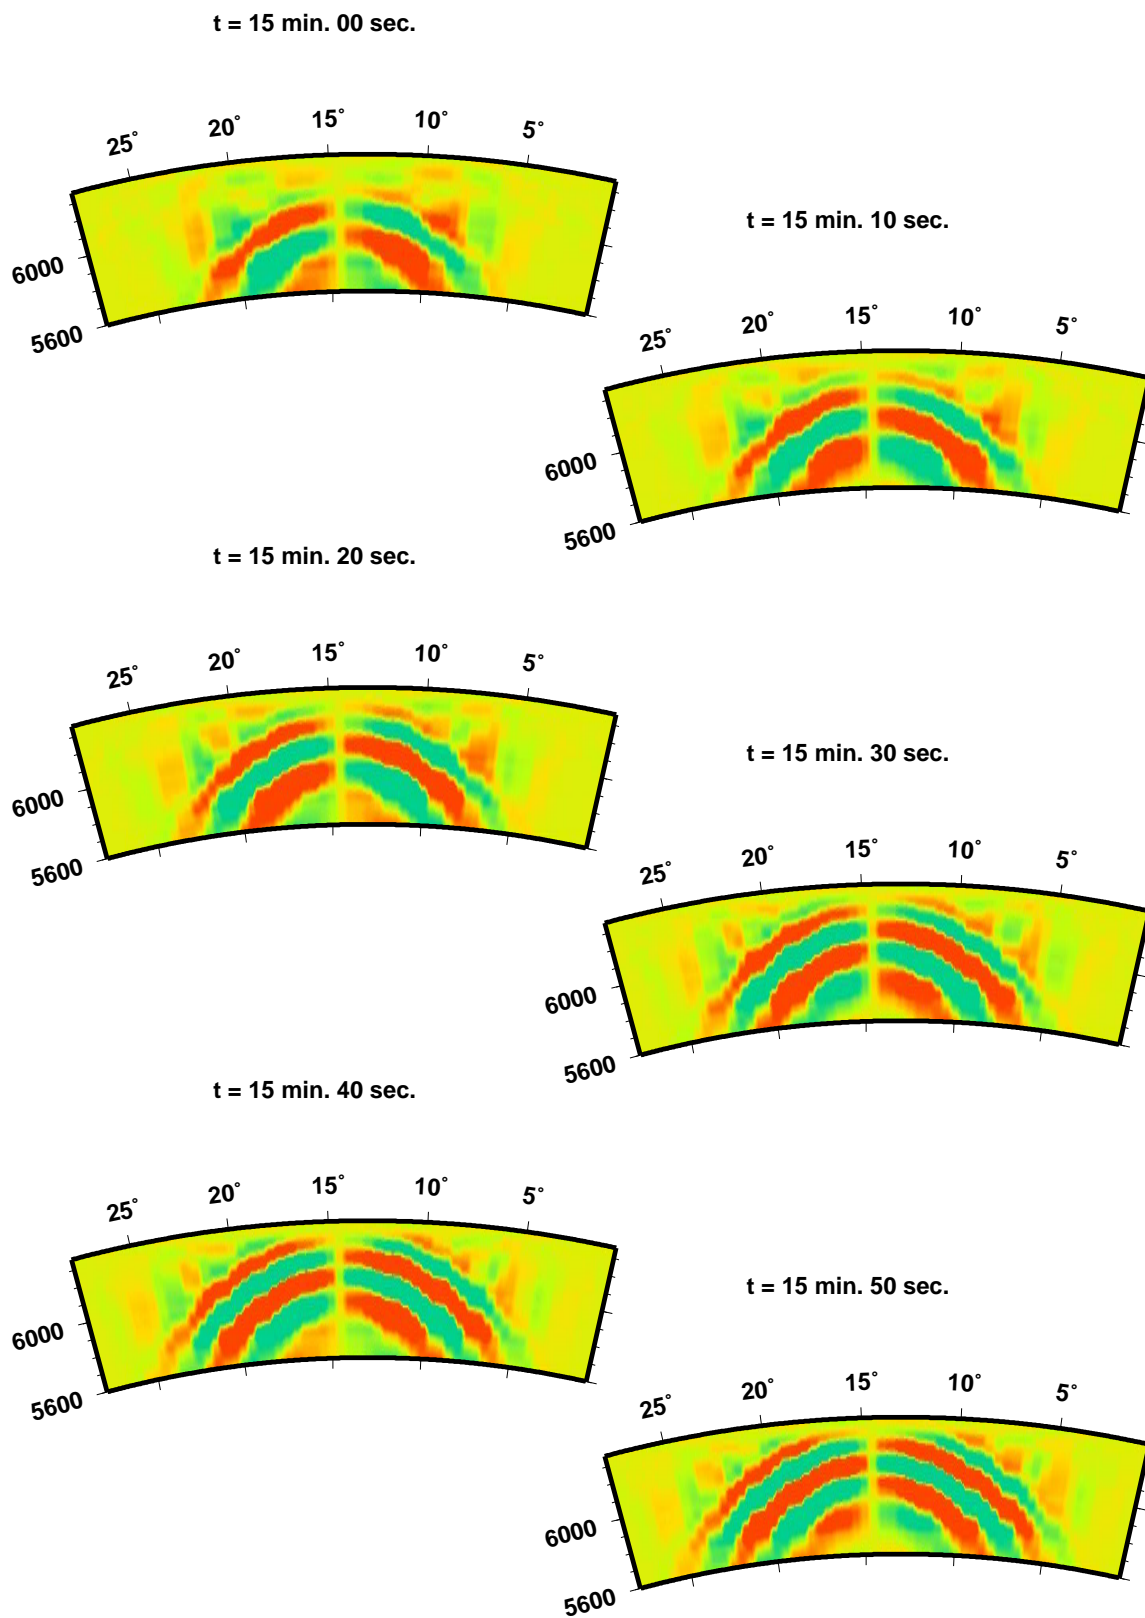 t = 15 min. 00 sec.
25° 20° 15° 10° 5°
6000
5600
t = 15 min. 10 sec.
25° 20° 15° 10° 5°
6000
5600
t = 15 min. 20 sec.
25° 20° 15° 10° 5°
6000
5600
t = 15 min. 30 sec.
25° 20° 15° 10° 5°
6000
5600
t = 15 min. 40 sec.
25° 20° 15° 10° 5°
6000
5600
t = 15 min. 50 sec.
25° 20° 15° 10° 5°
6000
5600